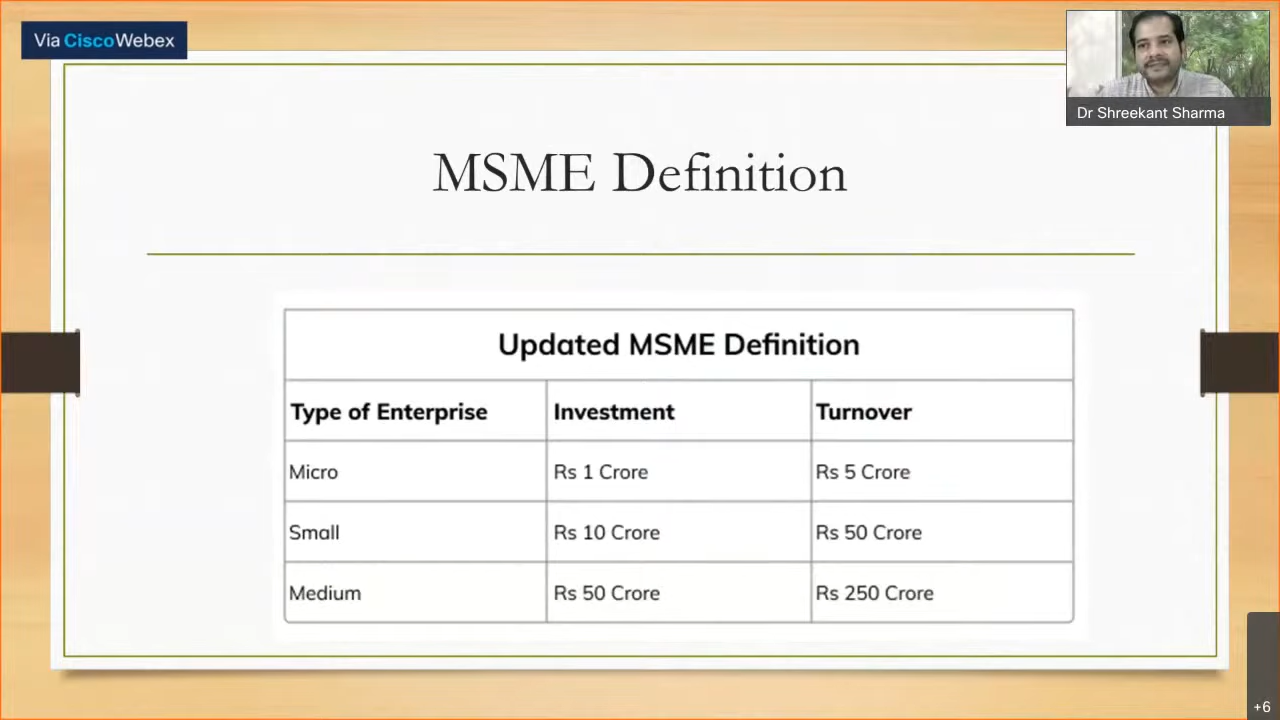 Via CiscoWebex
Dr Shreekant Sharma
MSME Definition
Updated MSME Definition
Type of Enterprise Investment Turnover
Micro Rs 1 Crore Rs 5 Crore
Small Rs 10 Crore Rs 50 Crore
Medium Rs 50 Crore Rs 250 Crore
+6